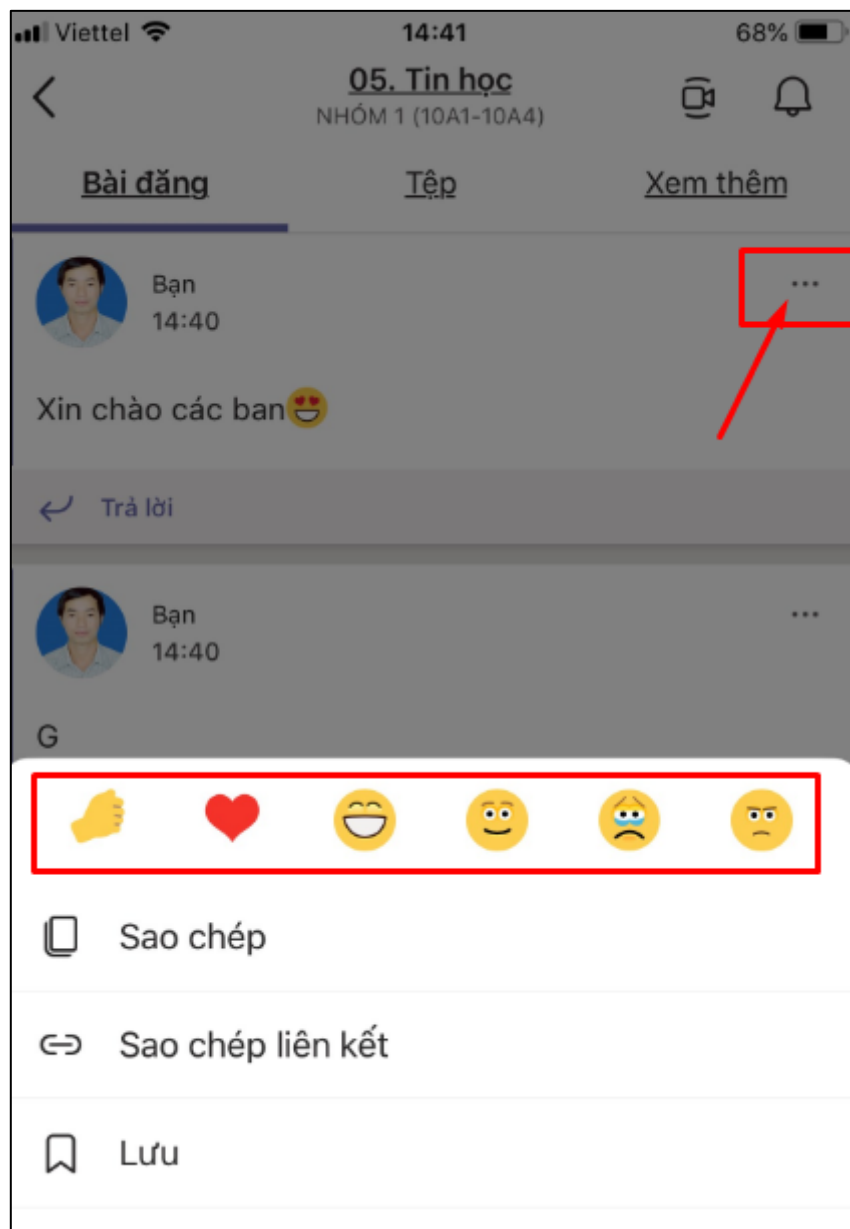 Viettel 14:41 68%
05. Tin học
NHÓM 1 (10A1-10A4)
Bài đăng Tệp Xem thêm
Bạn
14:40
Xin chào các ban😍
Trả lời
Bạn
14:40
G
Sao chép
Sao chép liên kết
Lưu